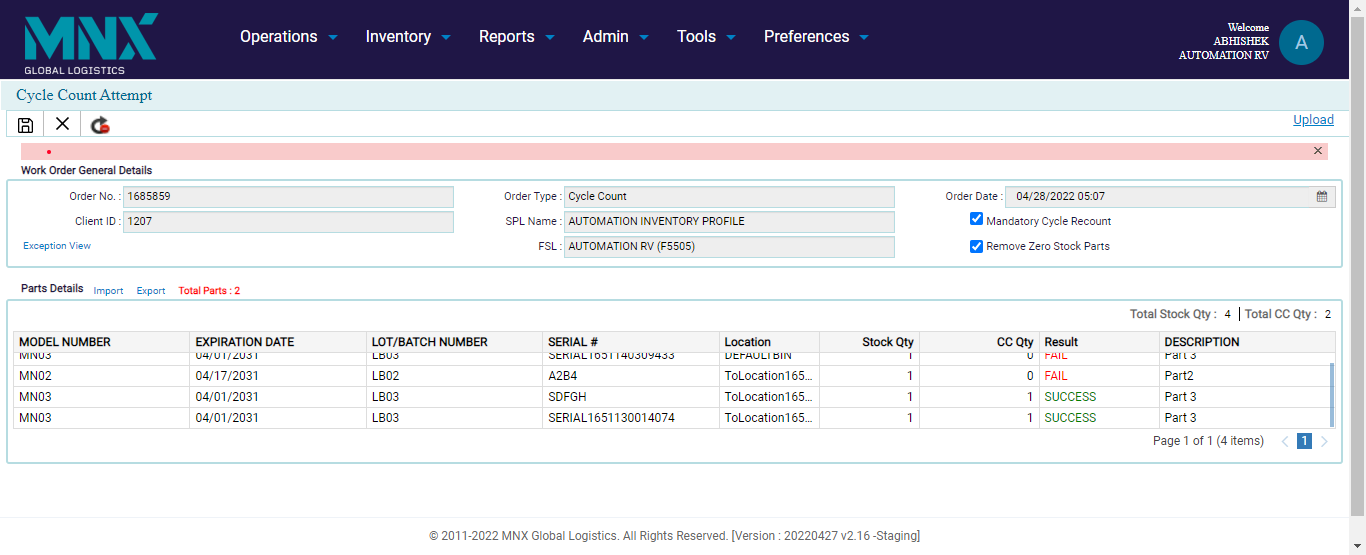 MNX
GLOBAL LOGISTICS
Operations Inventory Reports Admin Tools Preferences
Welcome
ABHISHEK
AUTOMATION RV
A
Cycle Count Attempt
Upload
Work Order General Details
Order No. : 1685859 Order Type : Cycle Count Order Date : 04/28/2022 05:07
Client ID : 1207 SPL Name : AUTOMATION INVENTORY PROFILE Mandatory Cycle Recount
Exception View FSL : AUTOMATION RV (F5505) Remove Zero Stock Parts
Parts Details Import Export Total Parts : 2
Total Stock Qty : 4 Total CC Qty : 2
MODEL NUMBER EXPIRATION DATE LOT/BATCH NUMBER SERIAL # Location Stock Qty CC Qty Result DESCRIPTION
MN03 04/01/2031 LB03 SERIAL1651140309433 DEFAULTBIN 1 0 FAIL Part 3
MN02 04/17/2031 LB02 A2B4 ToLocation165... 1 0 FAIL Part2
MN03 04/01/2031 LB03 SDFGH ToLocation165... 1 1 SUCCESS Part 3
MN03 04/01/2031 LB03 SERIAL1651130014074 ToLocation165... 1 1 SUCCESS Part 3
Page 1 of 1 (4 items) 1
© 2011-2022 MNX Global Logistics. All Rights Reserved. [Version : 20220427 v2.16 -Staging]